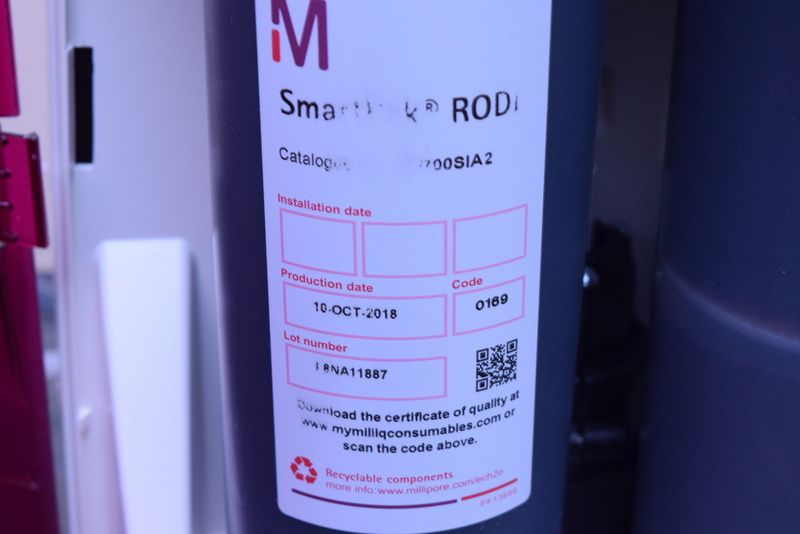 M
RODI
00SIA2
Installation date
Production date
Code
10-OCT-2018
0169
Lot number
8NA11887
Download the certificate of quality at
www mymilliqconsumables.com or
scan the code above.
Recyclable components
more info:www.millipore.com/ech2o